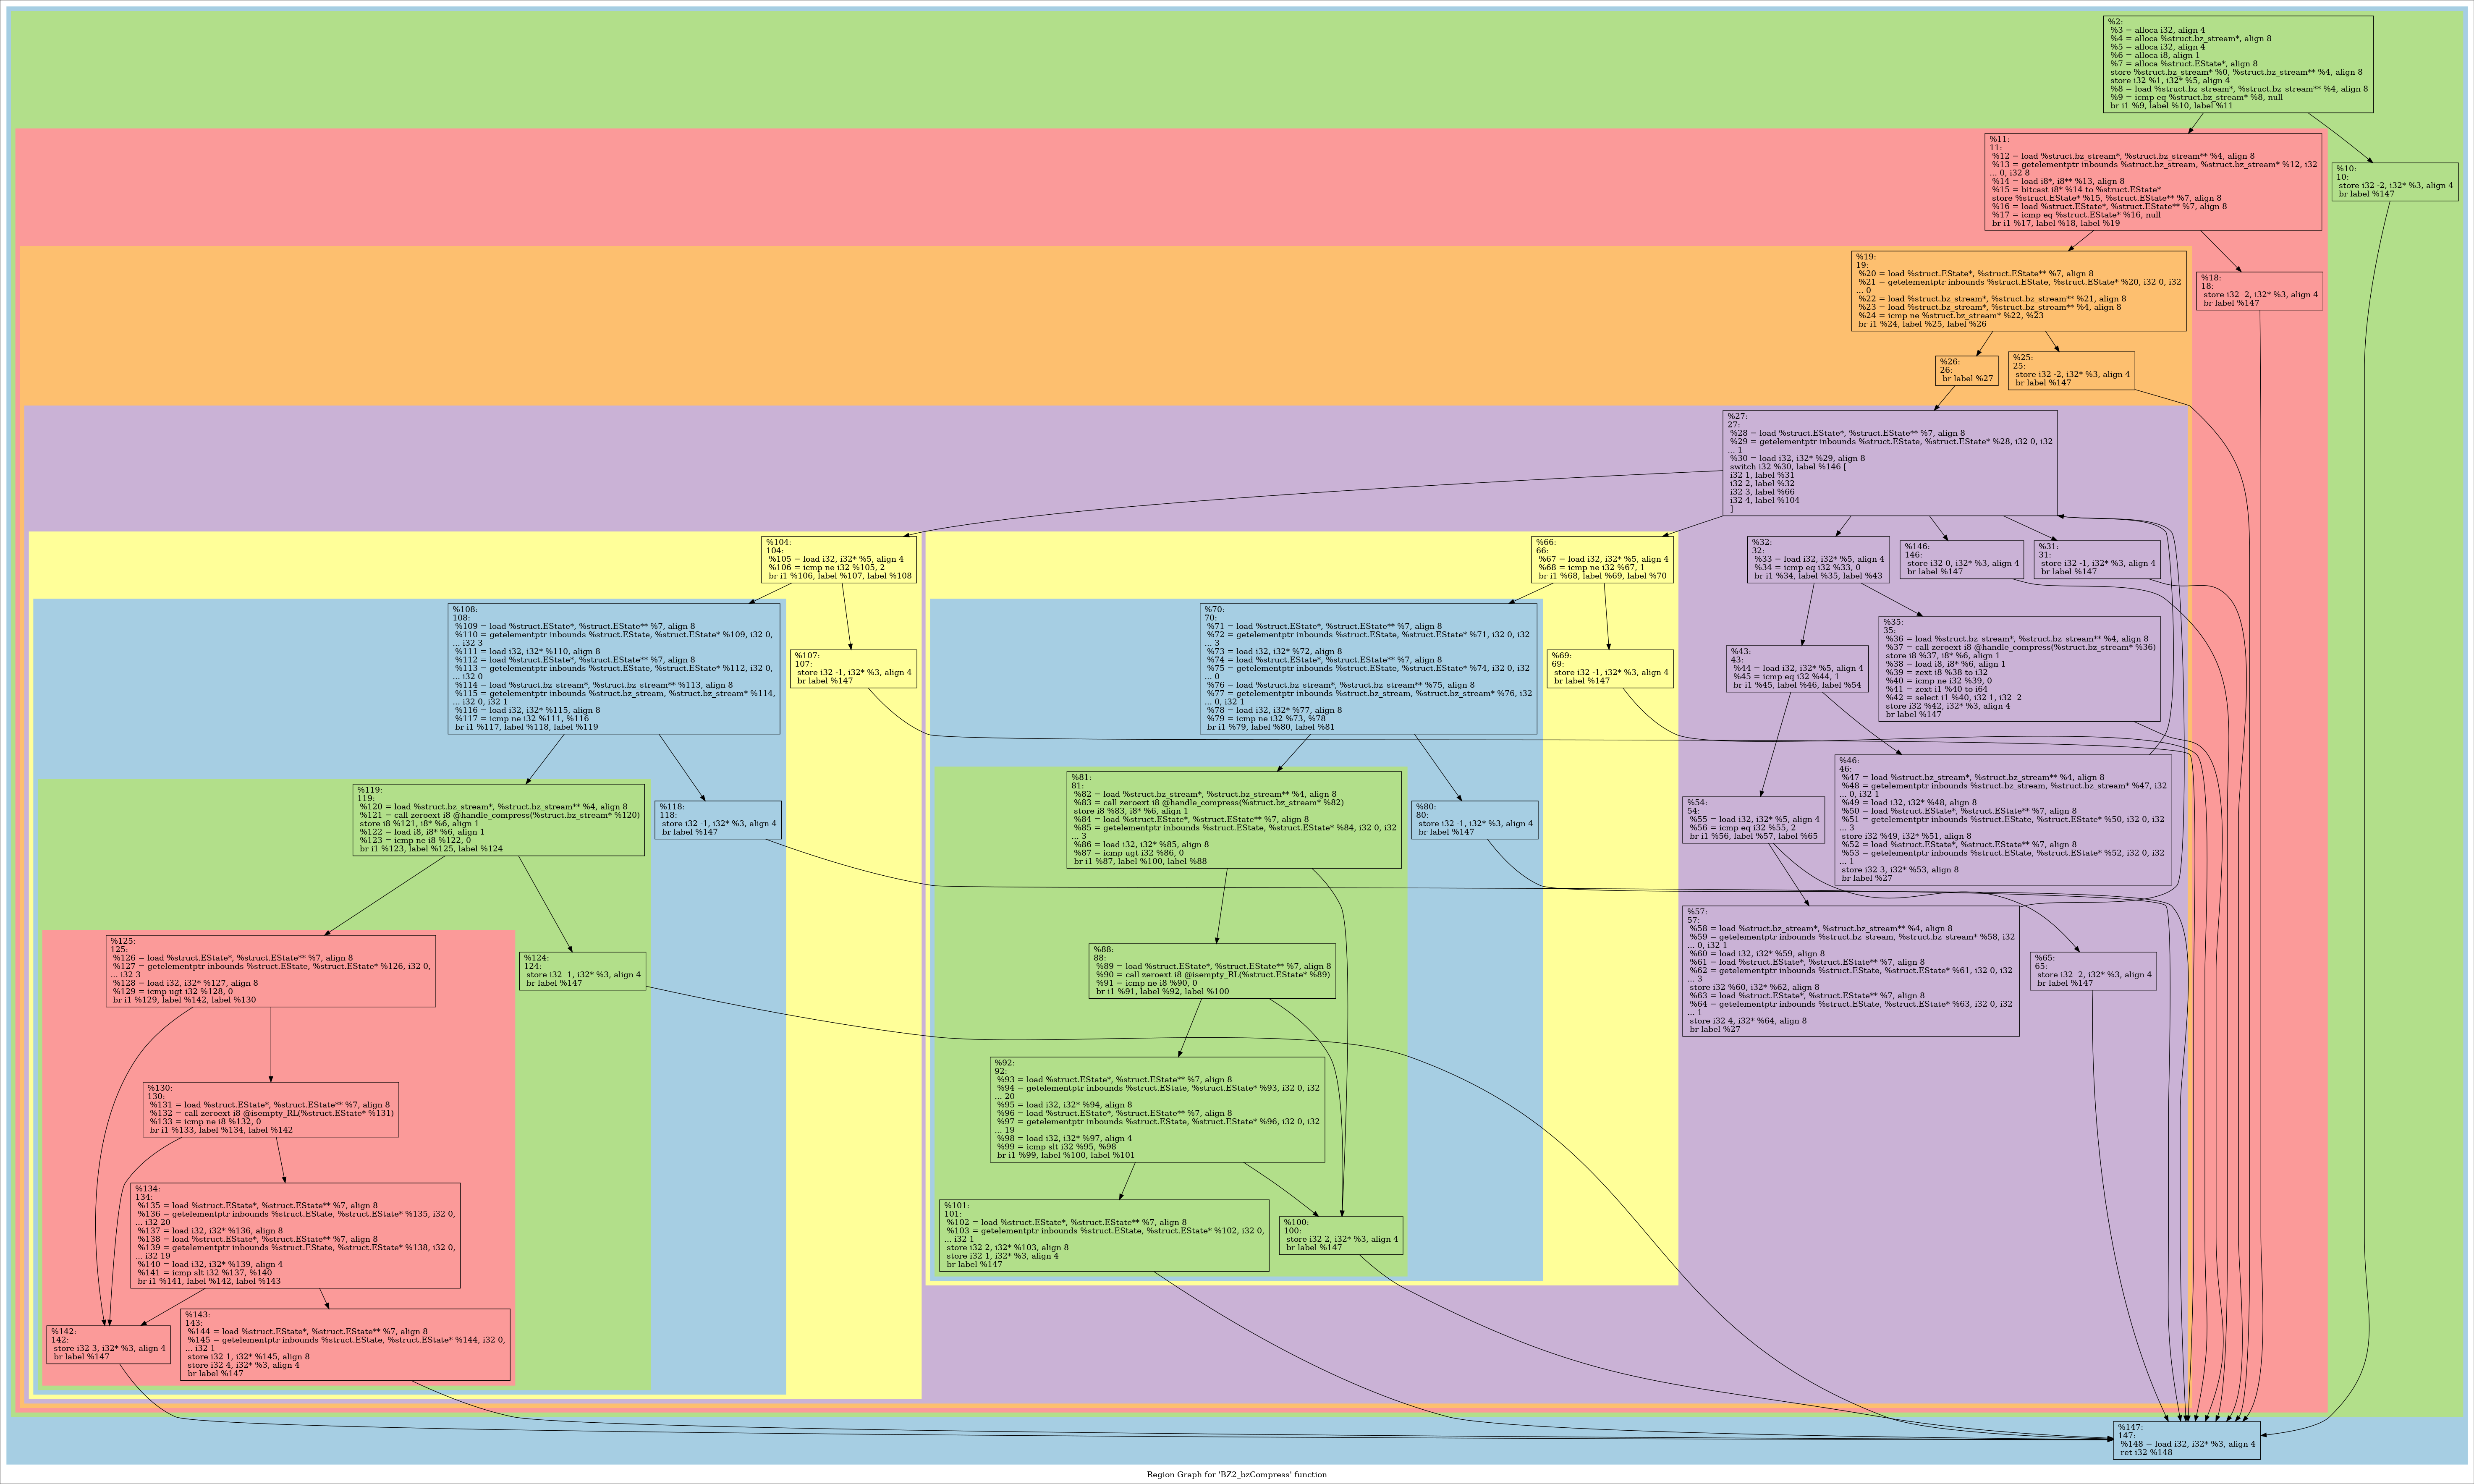 %2:
%3 = alloca i32, align 4
%4 = alloca %struct.bz_stream*, align 8
%5 = alloca i32, align 4
%6 = alloca i8, align 1
%7 = alloca %struct.EState*, align 8
store %struct.bz_stream* %0, %struct.bz_stream** %4, align 8
store i32 %1, i32* %5, align 4
%8 = load %struct.bz_stream*, %struct.bz_stream** %4, align 8
%9 = icmp eq %struct.bz_stream* %8, null
br i1 %9, label %10, label %11
%11:
11:
%12 = load %struct.bz_stream*, %struct.bz_stream** %4, align 8
%13 = getelementptr inbounds %struct.bz_stream, %struct.bz_stream* %12, i32
... 0, i32 8
%14 = load i8*, i8** %13, align 8
%15 = bitcast i8* %14 to %struct.EState*
store %struct.EState* %15, %struct.EState** %7, align 8
%16 = load %struct.EState*, %struct.EState** %7, align 8
%17 = icmp eq %struct.EState* %16, null
br i1 %17, label %18, label %19
%10:
10:
store i32 -2, i32* %3, align 4
br label %147
%19:
19:
%20 = load %struct.EState*, %struct.EState** %7, align 8
%21 = getelementptr inbounds %struct.EState, %struct.EState* %20, i32 0, i32
... 0
%22 = load %struct.bz_stream*, %struct.bz_stream** %21, align 8
%23 = load %struct.bz_stream*, %struct.bz_stream** %4, align 8
%24 = icmp ne %struct.bz_stream* %22, %23
br i1 %24, label %25, label %26
%18:
18:
store i32 -2, i32* %3, align 4
br label %147
%26:
26:
br label %27
%25:
25:
store i32 -2, i32* %3, align 4
br label %147
%27:
27:
%28 = load %struct.EState*, %struct.EState** %7, align 8
%29 = getelementptr inbounds %struct.EState, %struct.EState* %28, i32 0, i32
... 1
%30 = load i32, i32* %29, align 8
switch i32 %30, label %146 [
i32 1, label %31
i32 2, label %32
i32 3, label %66
i32 4, label %104
]
%104:
104:
%105 = load i32, i32* %5, align 4
%106 = icmp ne i32 %105, 2
br i1 %106, label %107, label %108
%66:
66:
%67 = load i32, i32* %5, align 4
%68 = icmp ne i32 %67, 1
br i1 %68, label %69, label %70
%32:
32:
%33 = load i32, i32* %5, align 4
%34 = icmp eq i32 %33, 0
br i1 %34, label %35, label %43
%146:
146:
store i32 0, i32* %3, align 4
br label %147
%31:
31:
store i32 -1, i32* %3, align 4
br label %147
%108:
108:
%109 = load %struct.EState*, %struct.EState** %7, align 8
%110 = getelementptr inbounds %struct.EState, %struct.EState* %109, i32 0,
... i32 3
%111 = load i32, i32* %110, align 8
%112 = load %struct.EState*, %struct.EState** %7, align 8
%113 = getelementptr inbounds %struct.EState, %struct.EState* %112, i32 0,
... i32 0
%114 = load %struct.bz_stream*, %struct.bz_stream** %113, align 8
%115 = getelementptr inbounds %struct.bz_stream, %struct.bz_stream* %114,
... i32 0, i32 1
%116 = load i32, i32* %115, align 8
%117 = icmp ne i32 %111, %116
br i1 %117, label %118, label %119
%107:
107:
store i32 -1, i32* %3, align 4
br label %147
%70:
70:
%71 = load %struct.EState*, %struct.EState** %7, align 8
%72 = getelementptr inbounds %struct.EState, %struct.EState* %71, i32 0, i32
... 3
%73 = load i32, i32* %72, align 8
%74 = load %struct.EState*, %struct.EState** %7, align 8
%75 = getelementptr inbounds %struct.EState, %struct.EState* %74, i32 0, i32
... 0
%76 = load %struct.bz_stream*, %struct.bz_stream** %75, align 8
%77 = getelementptr inbounds %struct.bz_stream, %struct.bz_stream* %76, i32
... 0, i32 1
%78 = load i32, i32* %77, align 8
%79 = icmp ne i32 %73, %78
br i1 %79, label %80, label %81
%69:
69:
store i32 -1, i32* %3, align 4
br label %147
%43:
43:
%44 = load i32, i32* %5, align 4
%45 = icmp eq i32 %44, 1
br i1 %45, label %46, label %54
%35:
35:
%36 = load %struct.bz_stream*, %struct.bz_stream** %4, align 8
%37 = call zeroext i8 @handle_compress(%struct.bz_stream* %36)
store i8 %37, i8* %6, align 1
%38 = load i8, i8* %6, align 1
%39 = zext i8 %38 to i32
%40 = icmp ne i32 %39, 0
%41 = zext i1 %40 to i64
%42 = select i1 %40, i32 1, i32 -2
store i32 %42, i32* %3, align 4
br label %147
%119:
119:
%120 = load %struct.bz_stream*, %struct.bz_stream** %4, align 8
%121 = call zeroext i8 @handle_compress(%struct.bz_stream* %120)
store i8 %121, i8* %6, align 1
%122 = load i8, i8* %6, align 1
%123 = icmp ne i8 %122, 0
br i1 %123, label %125, label %124
%118:
118:
store i32 -1, i32* %3, align 4
br label %147
%81:
81:
%82 = load %struct.bz_stream*, %struct.bz_stream** %4, align 8
%83 = call zeroext i8 @handle_compress(%struct.bz_stream* %82)
store i8 %83, i8* %6, align 1
%84 = load %struct.EState*, %struct.EState** %7, align 8
%85 = getelementptr inbounds %struct.EState, %struct.EState* %84, i32 0, i32
... 3
%86 = load i32, i32* %85, align 8
%87 = icmp ugt i32 %86, 0
br i1 %87, label %100, label %88
%80:
80:
store i32 -1, i32* %3, align 4
br label %147
%54:
54:
%55 = load i32, i32* %5, align 4
%56 = icmp eq i32 %55, 2
br i1 %56, label %57, label %65
%46:
46:
%47 = load %struct.bz_stream*, %struct.bz_stream** %4, align 8
%48 = getelementptr inbounds %struct.bz_stream, %struct.bz_stream* %47, i32
... 0, i32 1
%49 = load i32, i32* %48, align 8
%50 = load %struct.EState*, %struct.EState** %7, align 8
%51 = getelementptr inbounds %struct.EState, %struct.EState* %50, i32 0, i32
... 3
store i32 %49, i32* %51, align 8
%52 = load %struct.EState*, %struct.EState** %7, align 8
%53 = getelementptr inbounds %struct.EState, %struct.EState* %52, i32 0, i32
... 1
store i32 3, i32* %53, align 8
br label %27
%125:
125:
%126 = load %struct.EState*, %struct.EState** %7, align 8
%127 = getelementptr inbounds %struct.EState, %struct.EState* %126, i32 0,
... i32 3
%128 = load i32, i32* %127, align 8
%129 = icmp ugt i32 %128, 0
br i1 %129, label %142, label %130
%124:
124:
store i32 -1, i32* %3, align 4
br label %147
%88:
88:
%89 = load %struct.EState*, %struct.EState** %7, align 8
%90 = call zeroext i8 @isempty_RL(%struct.EState* %89)
%91 = icmp ne i8 %90, 0
br i1 %91, label %92, label %100
%57:
57:
%58 = load %struct.bz_stream*, %struct.bz_stream** %4, align 8
%59 = getelementptr inbounds %struct.bz_stream, %struct.bz_stream* %58, i32
... 0, i32 1
%60 = load i32, i32* %59, align 8
%61 = load %struct.EState*, %struct.EState** %7, align 8
%62 = getelementptr inbounds %struct.EState, %struct.EState* %61, i32 0, i32
... 3
store i32 %60, i32* %62, align 8
%63 = load %struct.EState*, %struct.EState** %7, align 8
%64 = getelementptr inbounds %struct.EState, %struct.EState* %63, i32 0, i32
... 1
store i32 4, i32* %64, align 8
br label %27
%65:
65:
store i32 -2, i32* %3, align 4
br label %147
%130:
130:
%131 = load %struct.EState*, %struct.EState** %7, align 8
%132 = call zeroext i8 @isempty_RL(%struct.EState* %131)
%133 = icmp ne i8 %132, 0
br i1 %133, label %134, label %142
%92:
92:
%93 = load %struct.EState*, %struct.EState** %7, align 8
%94 = getelementptr inbounds %struct.EState, %struct.EState* %93, i32 0, i32
... 20
%95 = load i32, i32* %94, align 8
%96 = load %struct.EState*, %struct.EState** %7, align 8
%97 = getelementptr inbounds %struct.EState, %struct.EState* %96, i32 0, i32
... 19
%98 = load i32, i32* %97, align 4
%99 = icmp slt i32 %95, %98
br i1 %99, label %100, label %101
%134:
134:
%135 = load %struct.EState*, %struct.EState** %7, align 8
%136 = getelementptr inbounds %struct.EState, %struct.EState* %135, i32 0,
... i32 20
%137 = load i32, i32* %136, align 8
%138 = load %struct.EState*, %struct.EState** %7, align 8
%139 = getelementptr inbounds %struct.EState, %struct.EState* %138, i32 0,
... i32 19
%140 = load i32, i32* %139, align 4
%141 = icmp slt i32 %137, %140
br i1 %141, label %142, label %143
%101:
101:
%102 = load %struct.EState*, %struct.EState** %7, align 8
%103 = getelementptr inbounds %struct.EState, %struct.EState* %102, i32 0,
... i32 1
store i32 2, i32* %103, align 8
store i32 1, i32* %3, align 4
br label %147
%100:
100:
store i32 2, i32* %3, align 4
br label %147
%142:
142:
store i32 3, i32* %3, align 4
br label %147
%143:
143:
%144 = load %struct.EState*, %struct.EState** %7, align 8
%145 = getelementptr inbounds %struct.EState, %struct.EState* %144, i32 0,
... i32 1
store i32 1, i32* %145, align 8
store i32 4, i32* %3, align 4
br label %147
%147:
147:
%148 = load i32, i32* %3, align 4
ret i32 %148
Region Graph for 'BZ2_bzCompress' function